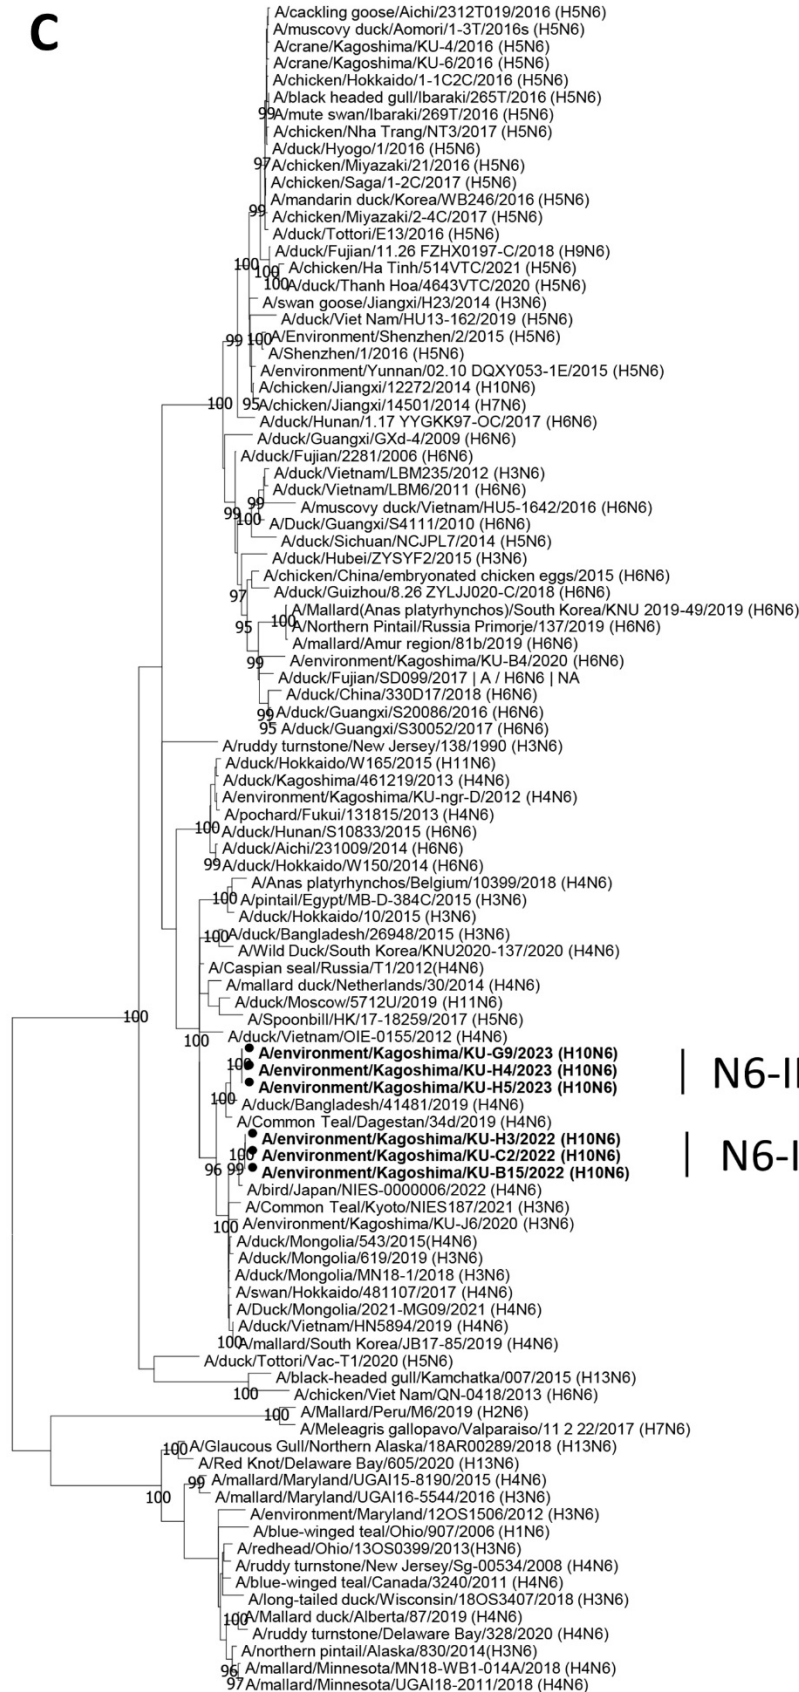 C
A/cackling goose/Aichi/2312T019/2016 (H5N6)
A/muscovy duck/Aomori/1-3T/2016s (H5N6)
A/crane/Kagoshima/KU-4/2016 (H5N6)
A/crane/Kagoshima/KU-6/2016 (H5N6)
A/chicken/Hokkaido/1-1C2C/2016 (H5N6)
A/black headed gull/Ibaraki/265T/2016 (H5N6)
99 A/mute swan/Ibaraki/269T/2016 (H5N6)
A/chicken/Nha Trang/NT3/2017 (H5N6)
A/duck/Hyogo/1/2016 (H5N6)
97 A/chicken/Miyazaki/21/2016 (H5N6)
A/chicken/Saga/1-2C/2017 (H5N6)
A/mandarin duck/Korea/WB246/2016 (H5N6)
99 A/chicken/Miyazaki/2-4C/2017 (H5N6)
A/duck/Tottori/E13/2016 (H5N6)
A/duck/Fujian/11.26 FZHX0197-C/2018 (H9N6)
100 100 A/chicken/Ha Tinh/514VTC/2021 (H5N6)
100 A/duck/Thanh Hoa/4643VTC/2020 (H5N6)
A/swan goose/Jiangxi/H23/2014 (H3N6)
A/duck/Viet Nam/HU13-162/2019 (H5N6)
99 100 A/Environment/Shenzhen/2/2015 (H5N6)
A/Shenzhen/1/2016 (H5N6)
A/environment/Yunnan/02.10 DQXY053-1E/2015 (H5N6)
A/chicken/Jiangxi/12272/2014 (H10N6)
100 95 A/chicken/Jiangxi/14501/2014 (H7N6)
A/duck/Hunan/1.17 YYGKK97-OC/2017 (H6N6)
A/duck/Guangxi/GXd-4/2009 (H6N6)
A/duck/Fujian/2281/2006 (H6N6)
A/duck/Vietnam/LBM235/2012 (H3N6)
A/duck/Vietnam/LBM6/2011 (H6N6)
99 A/muscovy duck/Vietnam/HU5-1642/2016 (H6N6)
99 100 A/Duck/Guangxi/S4111/2010 (H6N6)
A/duck/Sichuan/NCJPL7/2014 (H5N6)
A/duck/Hubei/ZYSYF2/2015 (H3N6)
A/chicken/China/embryonated chicken eggs/2015 (H6N6)
97 A/duck/Guizhou/8.26 ZYLJJ020-C/2018 (H6N6)
A/Mallard(Anas platyrhynchos)/South Korea/KNU 2019-49/2019 (H6N6)
95 100 A/Northern Pintail/Russia Primorje/137/2019 (H6N6)
A/mallard/Amur region/81b/2019 (H6N6)
99 A/environment/Kagoshima/KU-B4/2020 (H6N6)
A/duck/Fujian/SD099/2017 | A / H6N6 | NA
A/duck/China/330D17/2018 (H6N6)
99 A/duck/Guangxi/S20086/2016 (H6N6)
95 A/duck/Guangxi/S30052/2017 (H6N6)
A/ruddy turnstone/New Jersey/138/1990 (H3N6)
A/duck/Hokkaido/W165/2015 (H11N6)
A/duck/Kagoshima/461219/2013 (H4N6)
A/environment/Kagoshima/KU-ngr-D/2012 (H4N6)
A/pochard/Fukui/131815/2013 (H4N6)
100 A/duck/Hunan/S10833/2015 (H6N6)
A/duck/Aichi/231009/2014 (H6N6)
99 A/duck/Hokkaido/W150/2014 (H6N6)
A/Anas platyrhynchos/Belgium/10399/2018 (H4N6)
100 A/pintail/Egypt/MB-D-384C/2015 (H3N6)
A/duck/Hokkaido/10/2015 (H3N6)
100 A/duck/Bangladesh/26948/2015 (H3N6)
A/Wild Duck/South Korea/KNU2020-137/2020 (H4N6)
A/Caspian seal/Russia/T1/2012(H4N6)
A/mallard duck/Netherlands/30/2014 (H4N6)
A/duck/Moscow/5712U/2019 (H11N6)
100 A/Spoonbill/HK/17-18259/2017 (H5N6)
100 A/duck/Vietnam/OIE-0155/2012 (H4N6)
A/environment/Kagoshima/KU-G9/2023 (H10N6)
100 A/environment/Kagoshima/KU-H4/2023 (H10N6) N6-II
A/environment/Kagoshima/KU-H5/2023 (H10N6)
100 A/duck/Bangladesh/41481/2019 (H4N6)
A/Common Teal/Dagestan/34d/2019 (H4N6)
A/environment/Kagoshima/KU-H3/2022 (H10N6)
100 A/environment/Kagoshima/KU-C2/2022 (H10N6) N6-I
96 99 A/environment/Kagoshima/KU-B15/2022 (H10N6)
A/bird/Japan/NIES-0000006/2022 (H4N6)
A/Common Teal/Kyoto/NIES187/2021 (H3N6)
100 A/environment/Kagoshima/KU-J6/2020 (H3N6)
A/duck/Mongolia/543/2015(H4N6)
A/duck/Mongolia/619/2019 (H3N6)
A/duck/Mongolia/MN18-1/2018 (H3N6)
A/swan/Hokkaido/481107/2017 (H4N6)
A/Duck/Mongolia/2021-MG09/2021 (H4N6)
A/duck/Vietnam/HN5894/2019 (H4N6)
100 A/mallard/South Korea/JB17-85/2019 (H4N6)
A/duck/Tottori/Vac-T1/2020 (H5N6)
A/black-headed gull/Kamchatka/007/2015 (H13N6)
100 A/chicken/Viet Nam/QN-0418/2013 (H6N6)
100 A/Mallard/Peru/M6/2019 (H2N6)
A/Meleagris gallopavo/Valparaiso/11 2 22/2017 (H7N6)
100 A/Glaucous Gull/Northern Alaska/18AR00289/2018 (H13N6)
A/Red Knot/Delaware Bay/605/2020 (H13N6)
99 A/mallard/Maryland/UGAI15-8190/2015 (H4N6)
100 A/mallard/Maryland/UGAI16-5544/2016 (H3N6)
A/environment/Maryland/12OS1506/2012 (H3N6)
A/blue-winged teal/Ohio/907/2006 (H1N6)
A/redhead/Ohio/13OS0399/2013(H3N6)
A/ruddy turnstone/New Jersey/Sg-00534/2008 (H4N6)
A/blue-winged teal/Canada/3240/2011 (H4N6)
A/long-tailed duck/Wisconsin/18OS3407/2018 (H3N6)
100 A/Mallard duck/Alberta/87/2019 (H4N6)
A/ruddy turnstone/Delaware Bay/328/2020 (H4N6)
A/northern pintail/Alaska/830/2014(H3N6)
96 A/mallard/Minnesota/MN18-WB1-014A/2018 (H4N6)
97 A/mallard/Minnesota/UGAI18-2011/2018 (H4N6)